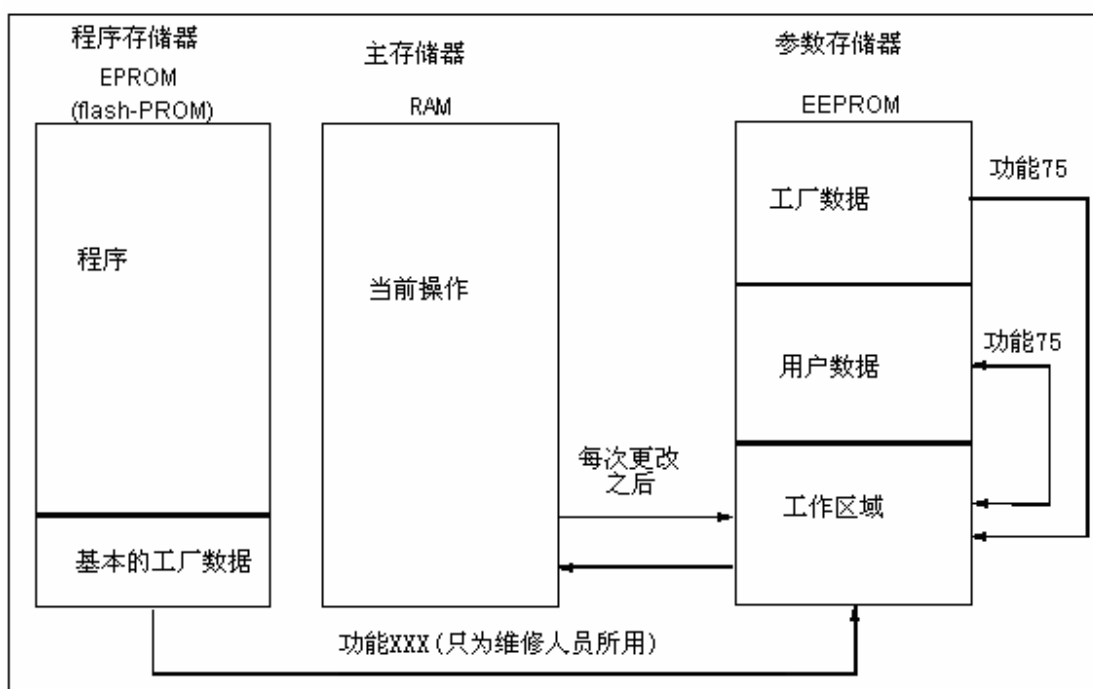 程序存储器
EPROM
(flash-PROM)
主存储器
RAM
参数存储器
EEPROM
程序
基本的工厂数据
当前操作
每次更改
之后
工厂数据
用户数据
工作区域
功能75
功能75
功能XXX(只为维修人员所用)